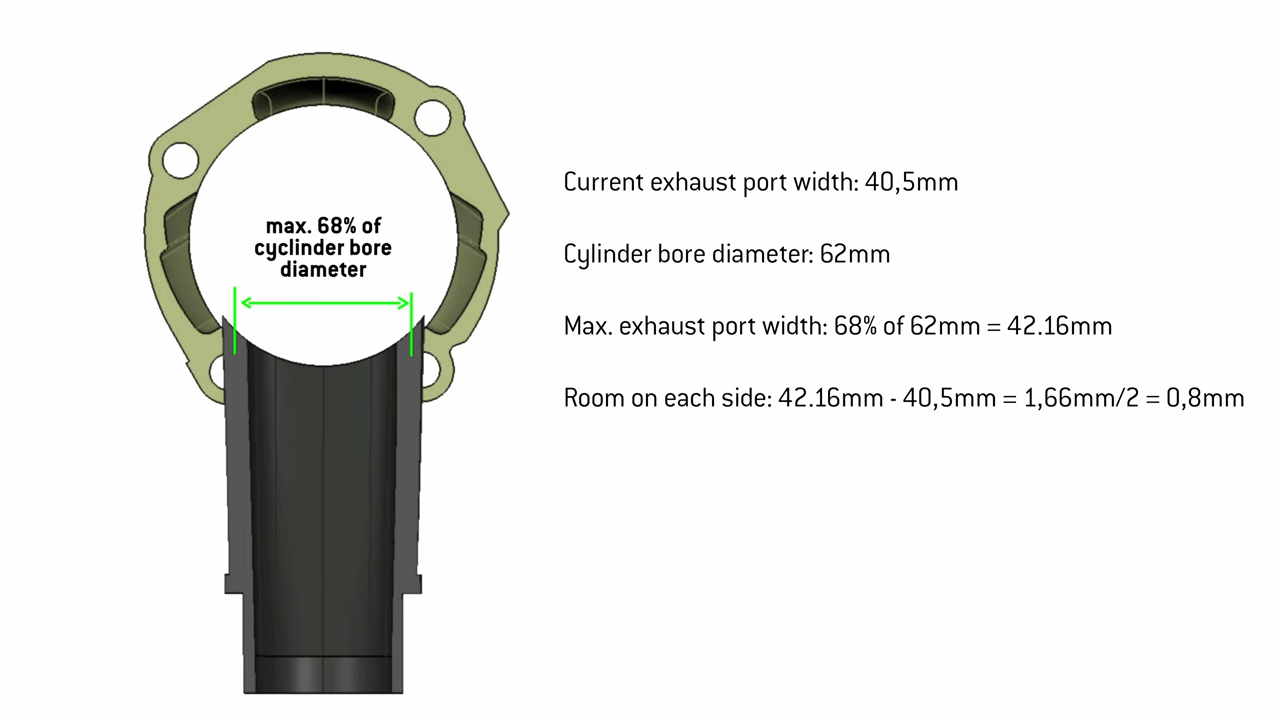 max. 68% of
cyclinder bore
diameter
Current exhaust port width: 40,5mm
Cylinder bore diameter: 62mm
Max. exhaust port width: 68% of 62mm = 42.16mm
Room on each side: 42.16mm - 40,5mm = 1,66mm/2 = 0,8mm